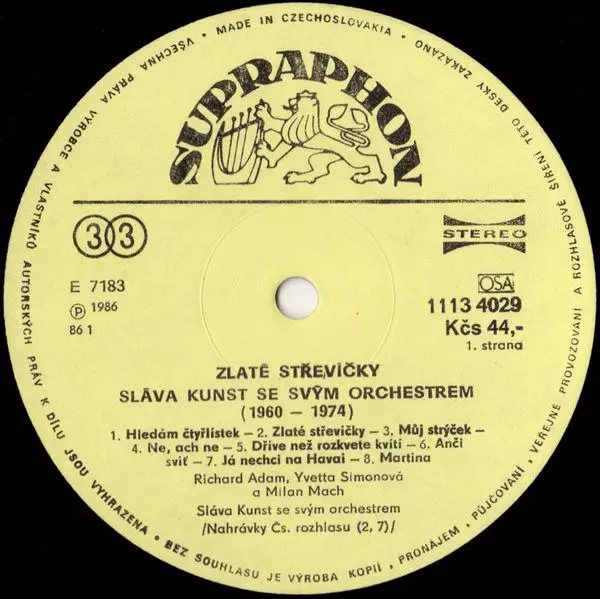 VŠECHNA PRÁVA VÝROBCE A VLASTNÍKŮ AUTORSKÝCH PRÁV K DÍLU JSOU VYHRAZENA • BEZ SOUHLASU JE VÝROBA KOPIÍ, PRONÁJEM, PŮJČOVÁNÍ, VEREJNÉ PROVOZOVÁNÍ A ROZHLASOVÉ ŠÍŘENÍ TÉTO DESKY ZAKÁZÁNO • MADE IN CZECHOSLOVAKIA •
SUPRAPHON
33
STEREO
E 7183
Ⓟ 1986
86 1
OSA
1113 4029
Kčs 44,-
1. strana
ZLATÉ STŘEVÍČKY
SLÁVA KUNST SE SVÝM ORCHESTREM
(1960 – 1974)
1. Hledám čtyřlístek – 2. Zlaté střevíčky – 3. Můj strýček –
4. Ne, ach ne – 5. Dříve než rozkvete kvítí – 6. Anči
sviť – 7. Já nechci na Havai – 8. Martina
Richard Adam, Yvetta Simonová
a Milan Mach
Sláva Kunst se svým orchestrem
/Nahrávky Čs. rozhlasu (2, 7)/